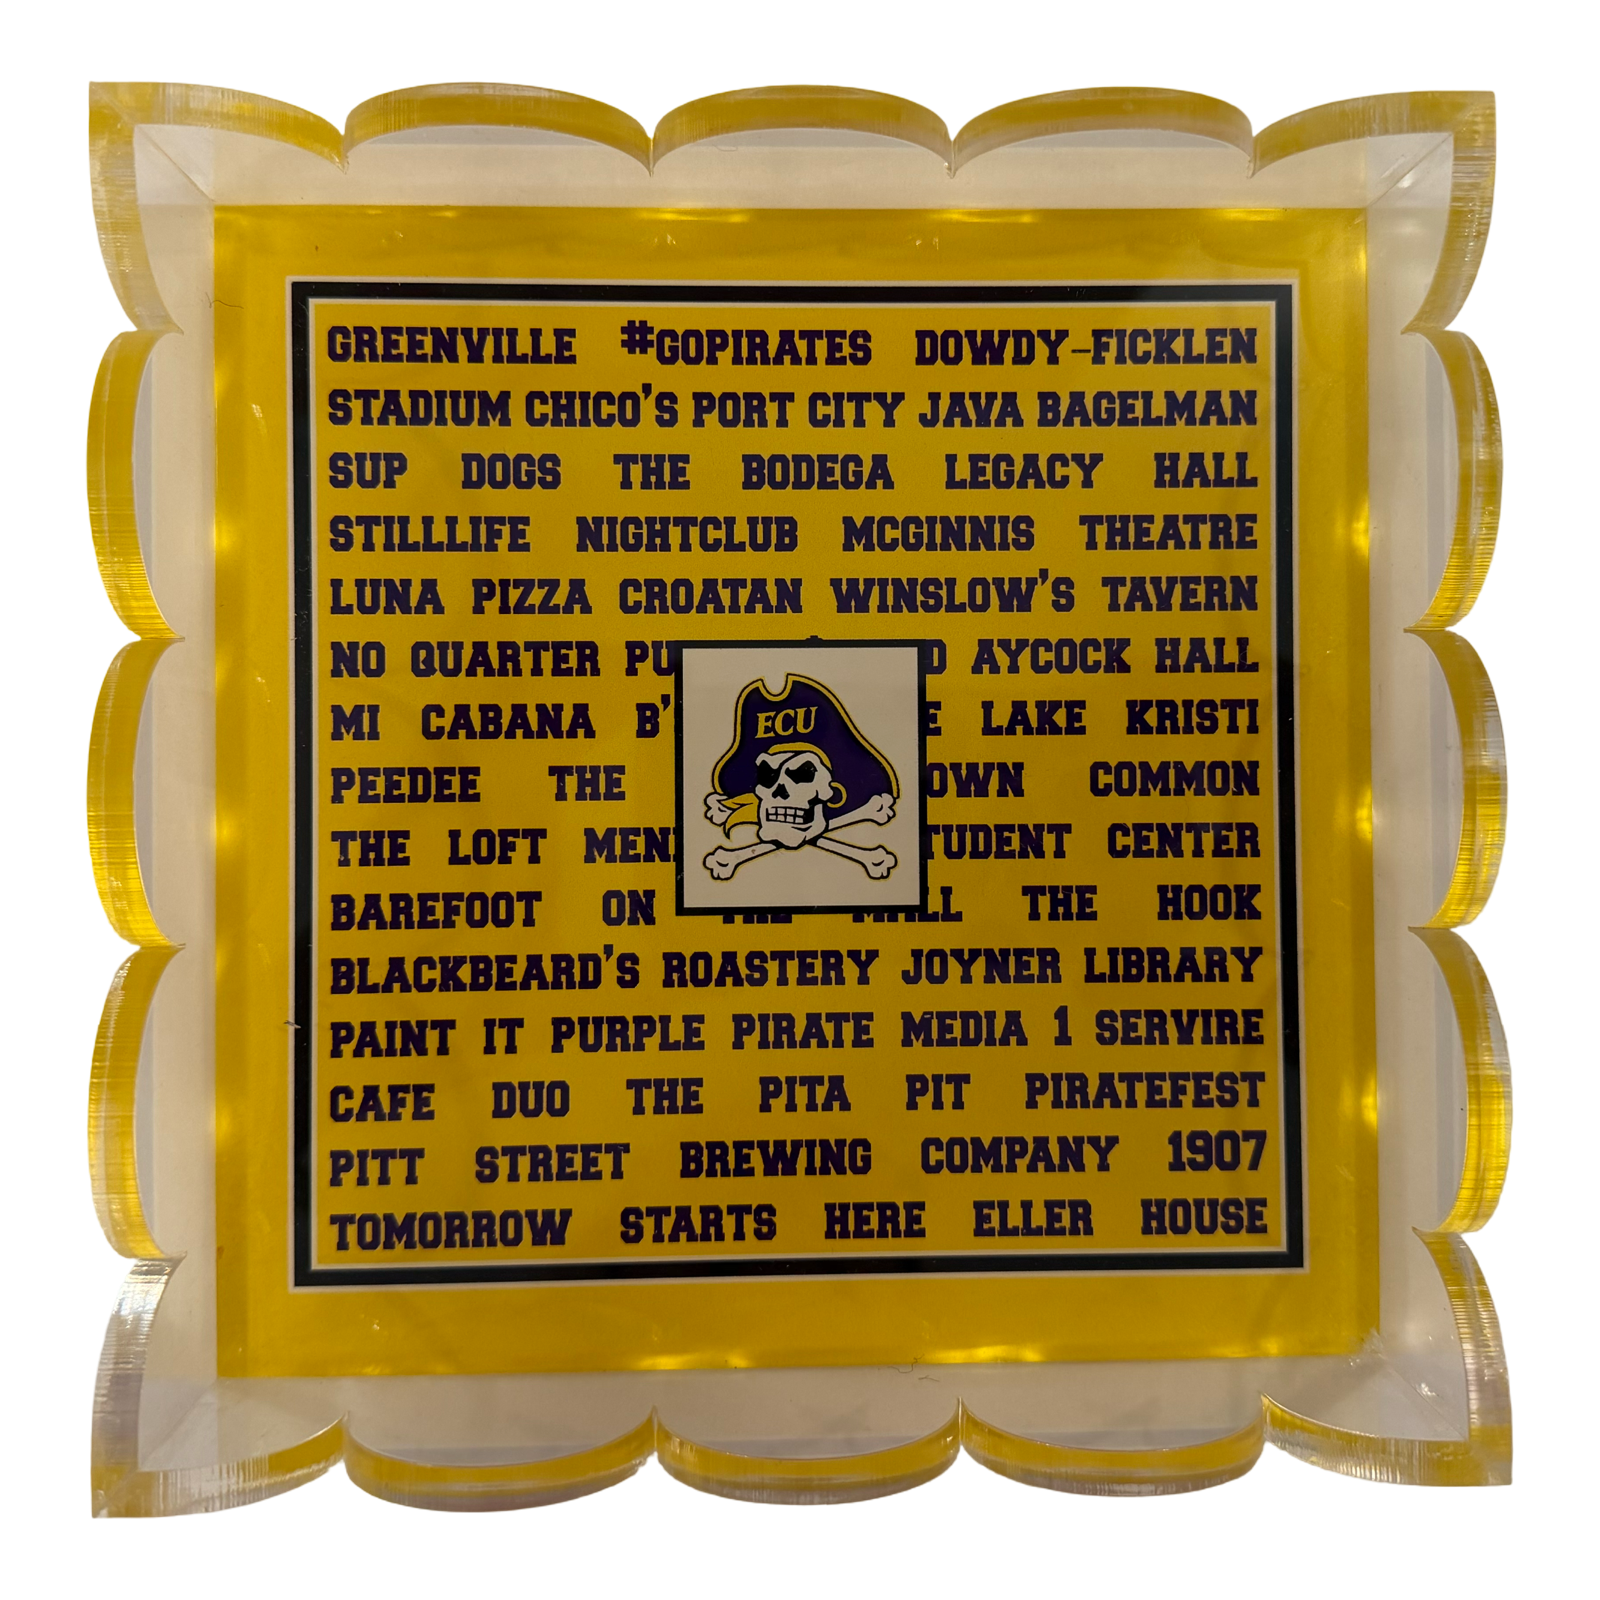 GREENVILLE #GOPIRATES DOWDY-FICKLEN
STADIUM CHICO'S PORT CITY JAVA BAGELMAN
SUP DOGS THE BODEGA LEGACY HALL
STILLLIFE NIGHTCLUB MCGINNIS THEATRE
LUNA PIZZA CROATAN WINSLOW'S TAVERN
NO QUARTER AYCOCK HALL
MI CABANA LAKE KRISTI
PEEDEE THE COMMON
THE LOFT CENTER
BAREFOOT ON THE MALL THE HOOK
BLACKBEARD'S ROASTERY JOYNER LIBRARY
PAINT IT PURPLE PIRATE MEDIA 1 SERVIRE
CAFE DUO THE PITA PIT PIRATEFEST
PITT STREET BREWING COMPANY 1907
TOMORROW STARTS HERE ELLER HOUSE
ECU